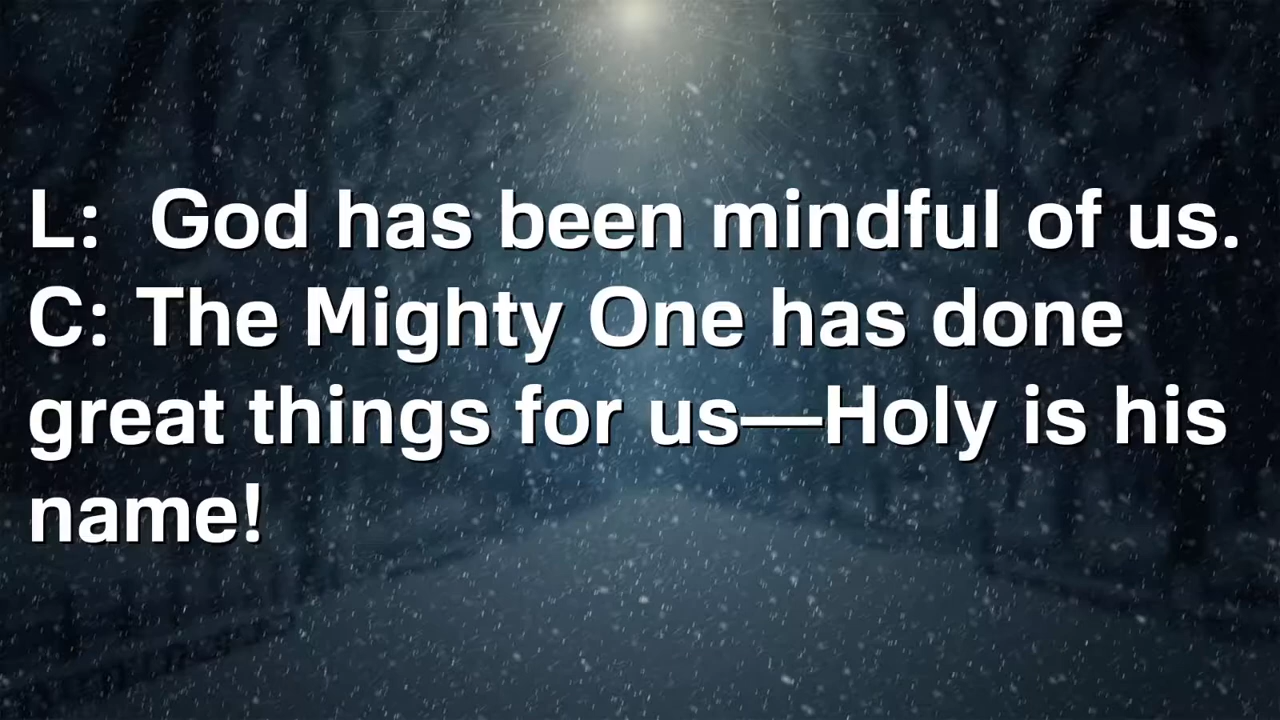 L:  God has been mindful of us.
C: The Mighty One has done
great things for us—Holy is his
name!